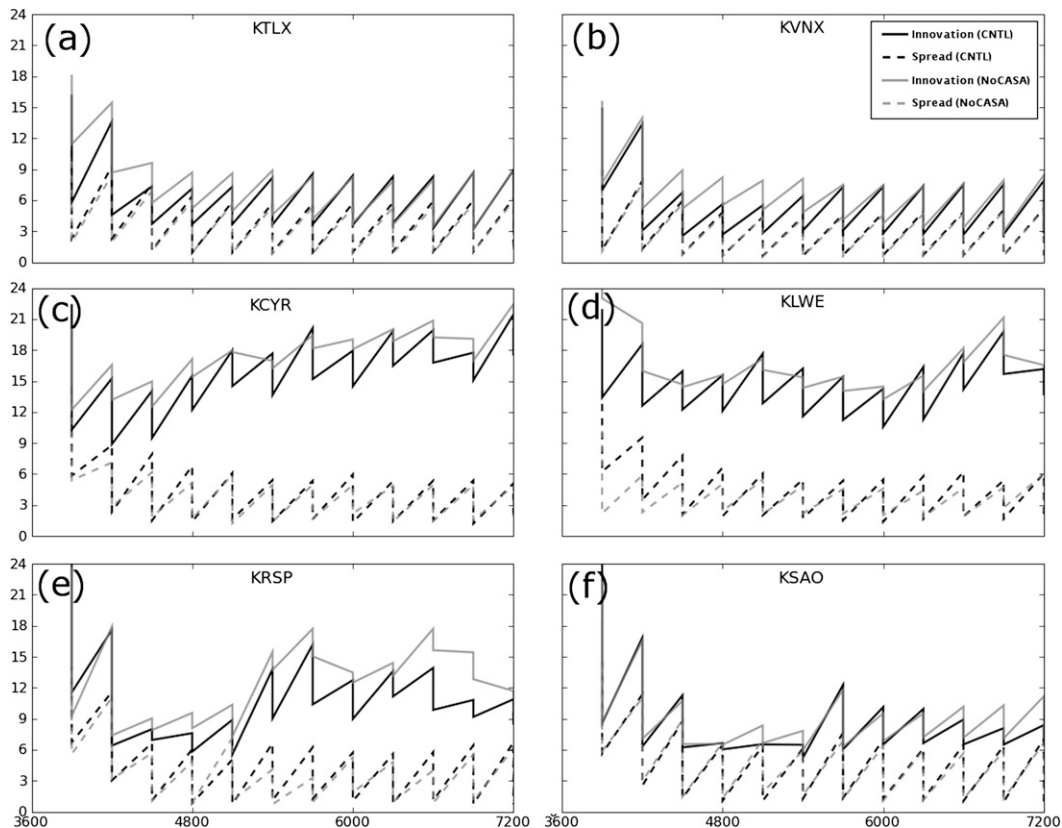 24
21
18
15
12
9
6
3
0
(a)
KTLX
(b)
KVNX
Innovation (CNTL)
Spread (CNTL)
Innovation (NoCASA)
Spread (NoCASA)
24
21
18
15
12
9
6
3
0
(c)
KCYR
(d)
KLWE
24
21
18
15
12
9
6
3
0
(e)
KRSP
(f)
KSAO
3600
4800
6000
7200
3600
4800
6000
7200